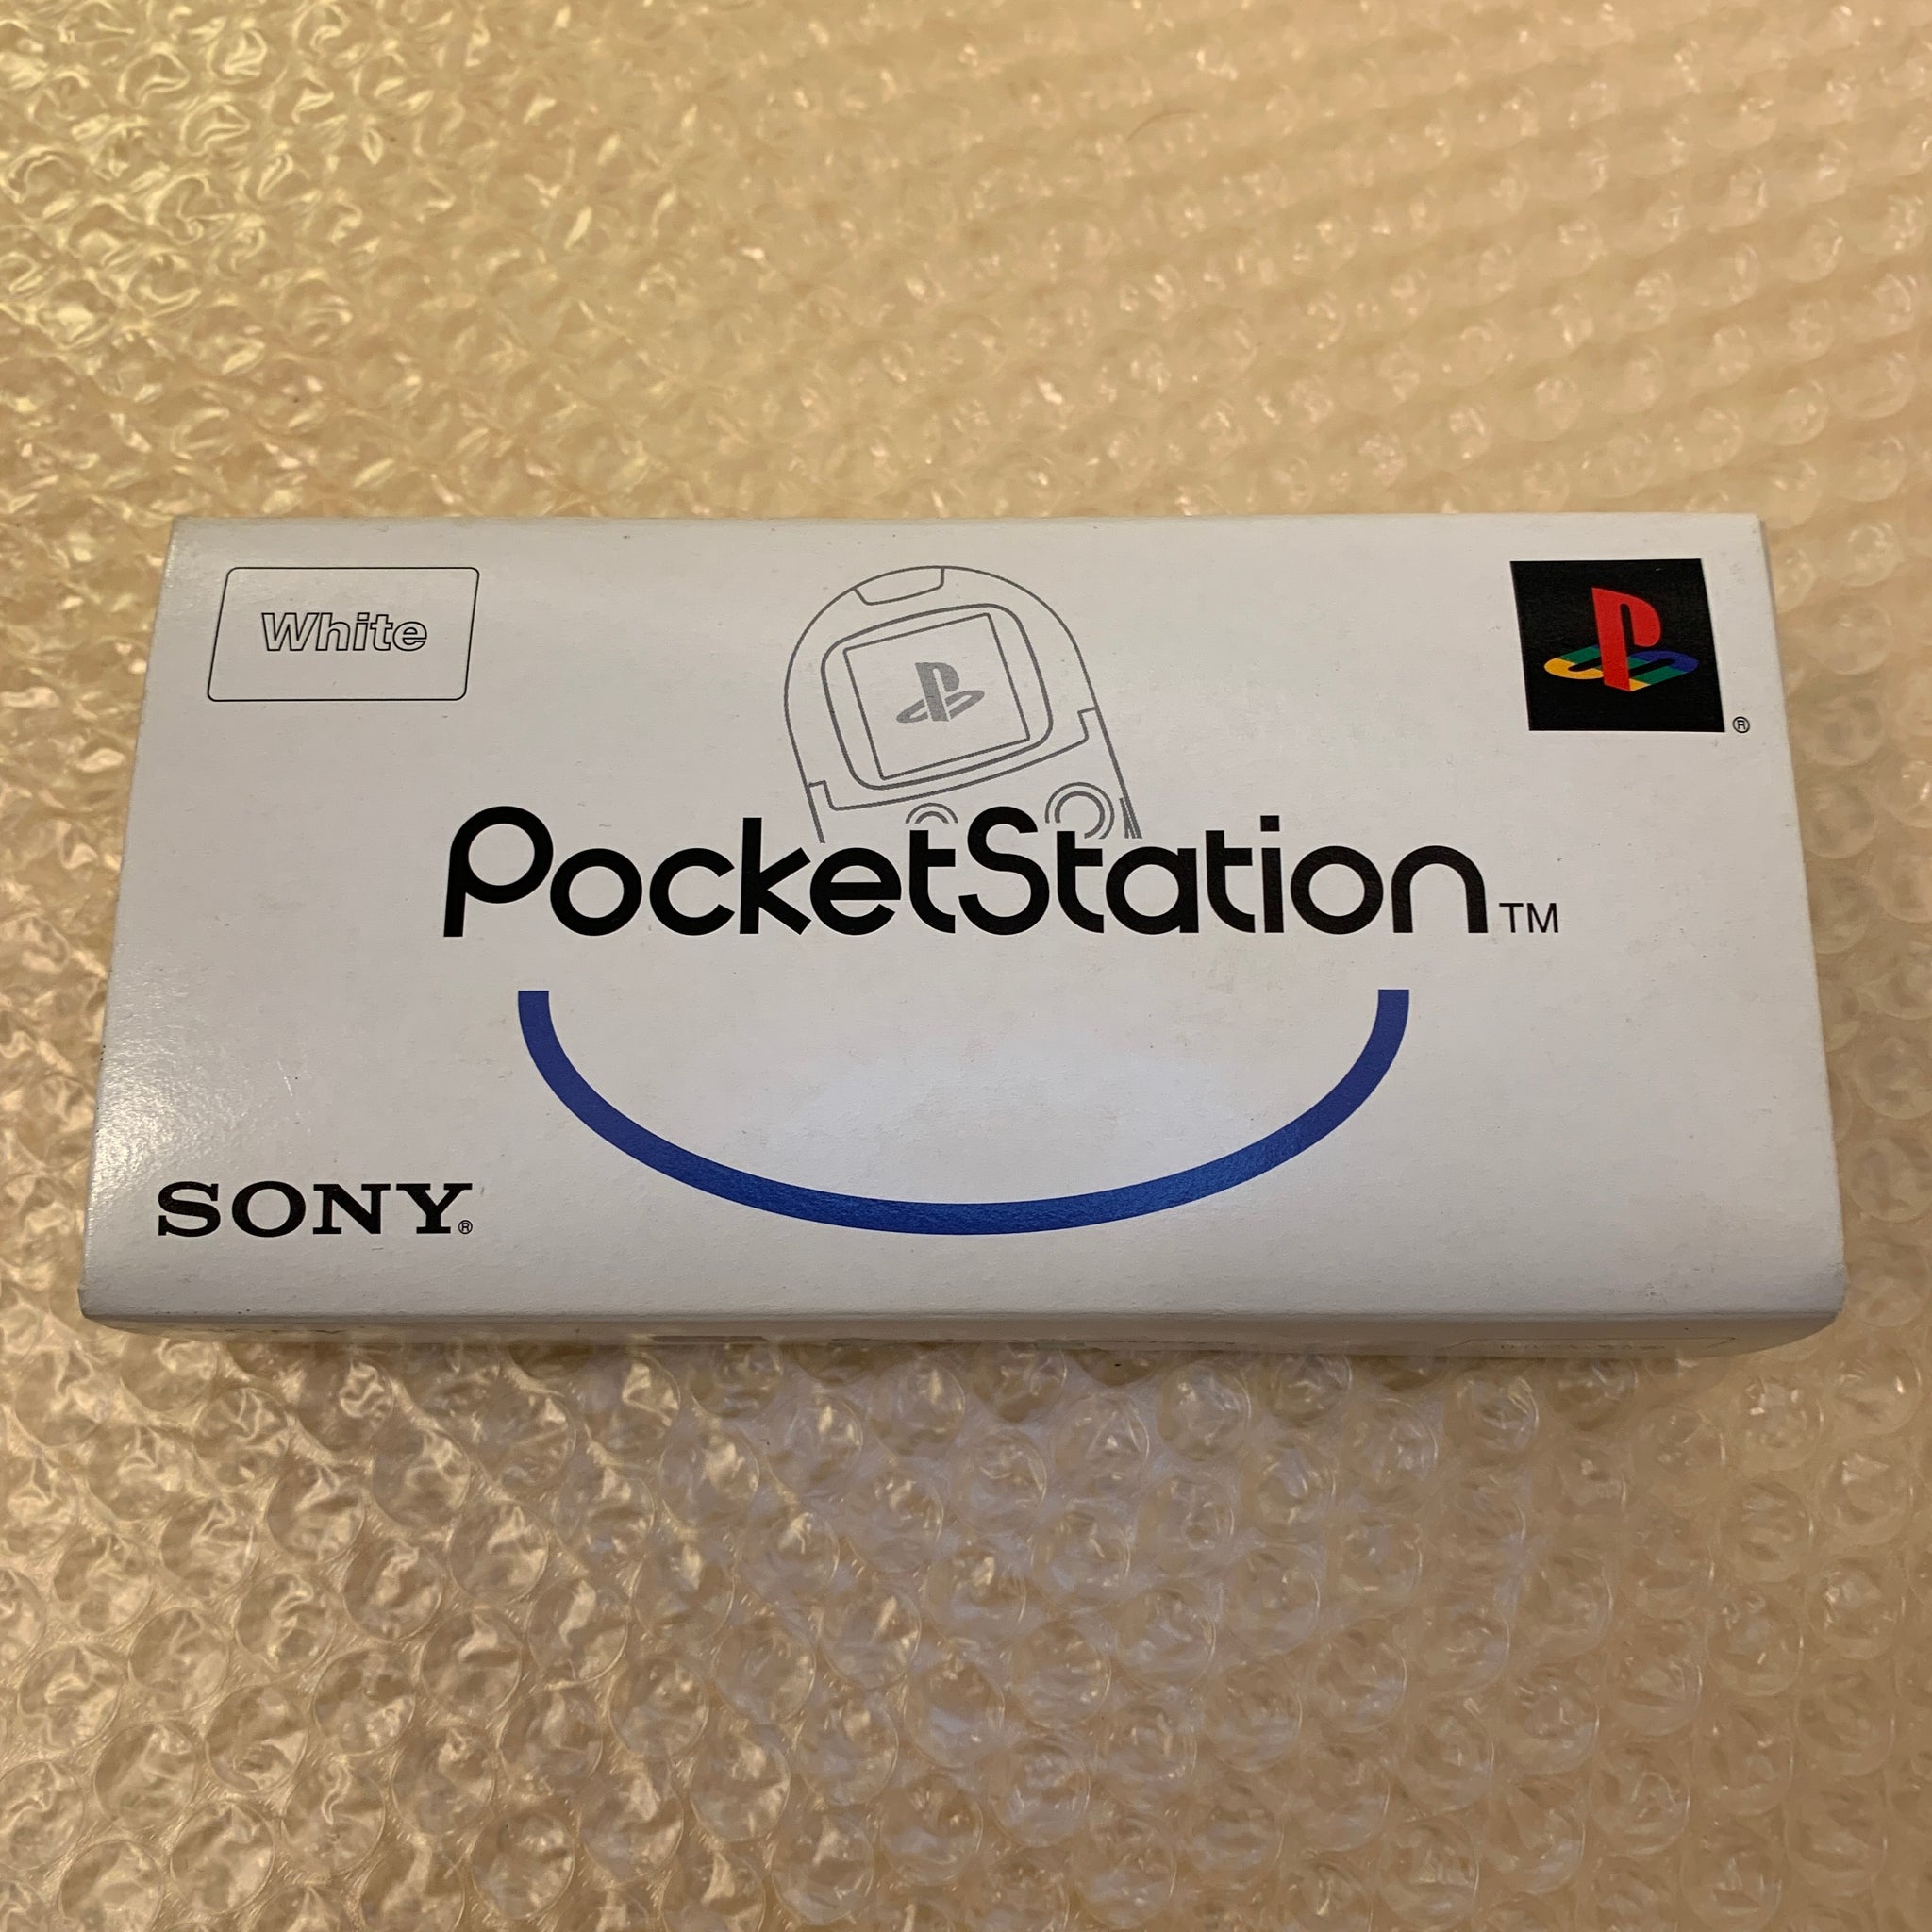 White
®
PocketStation™
SONY®